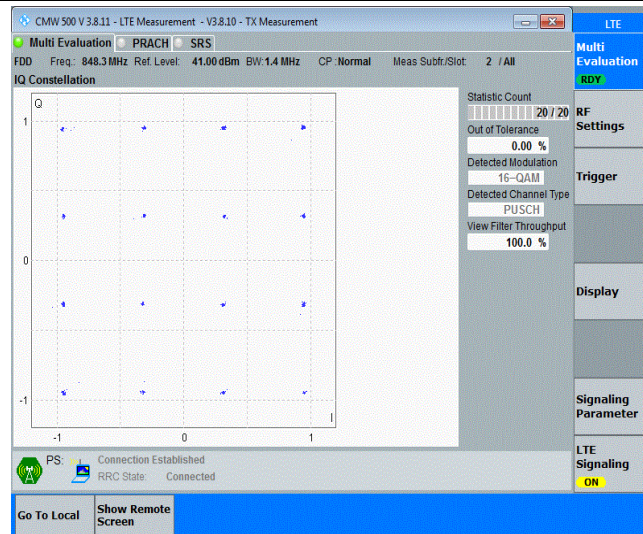 CMW 500 V 3.8.11 - LTE Measurement - V3.8.10 - TX Measurement
LTE
Multi Evaluation PRACH SRS
FDD Freq.: 848.3 MHz Ref. Level: 41.00 dBm BW: 1.4 MHz CP: Normal Meas Subfr./Slot: 2 / All
IQ Constellation
Q
1
0
-1
-1 0 1
I
Statistic Count
20 / 20
Out of Tolerance
0.00 %
Detected Modulation
16-QAM
Detected Channel Type
PUSCH
View Filter Throughput
100.0 %
Multi
Evaluation
RDY
RF
Settings
Trigger
Display
Signaling
Parameter
LTE
Signaling
ON
PS: Connection Established
RRC State: Connected
Go To Local
Show Remote
Screen